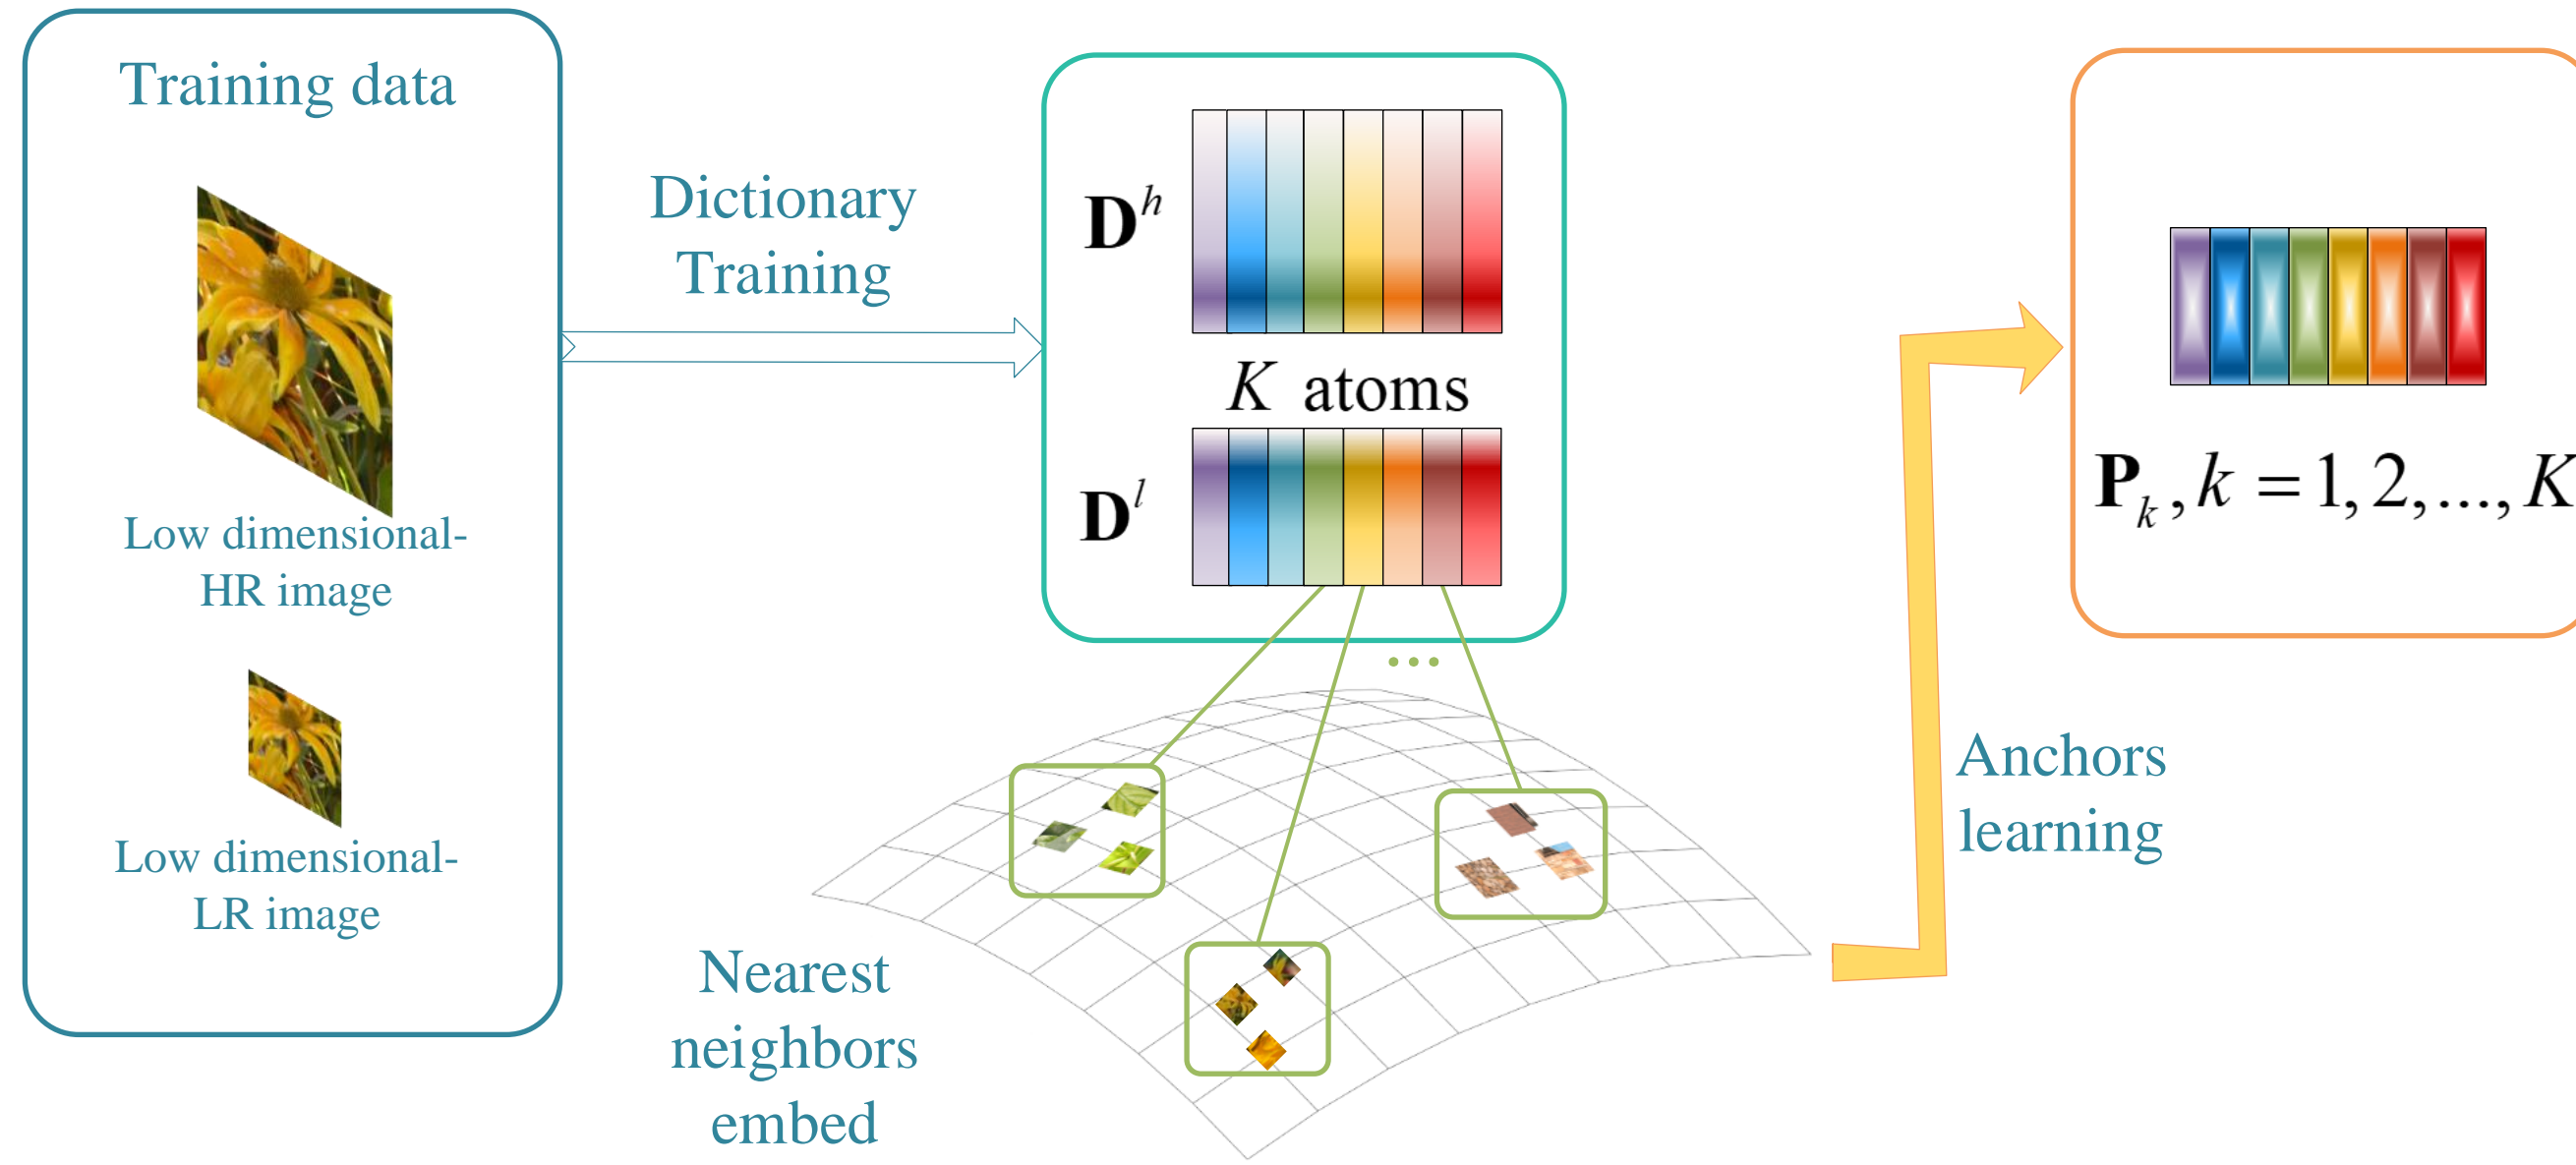 Training data
Low dimensional-
HR image
Low dimensional-
LR image
Dictionary
Training
D^h
K atoms
D^l
...
Nearest
neighbors
embed
Anchors
learning
P_k, k = 1, 2, ..., K